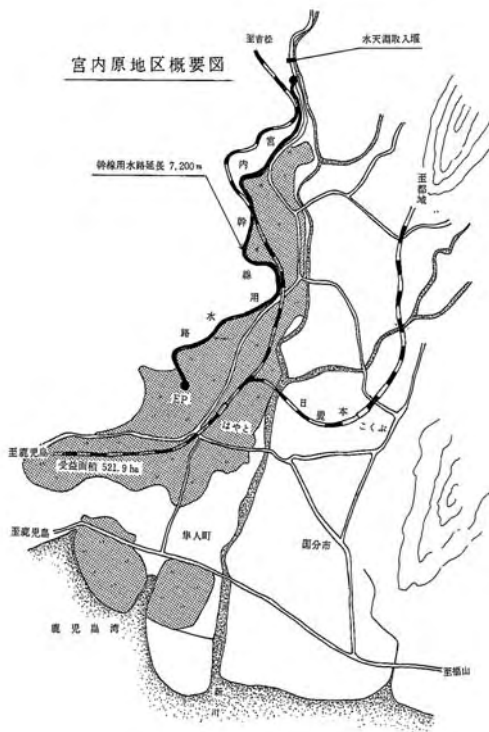 至吉松
水天淵取入堰
宮内原地区概要図
宮内幹線用水路
幹線用水路延長 7,200m
至都城
E.P.
日豊本
はやと
こくぶ
至鹿児島
受益面積 521.9ha
至鹿児島
隼人町
国分市
鹿児島湾
新川
至福山